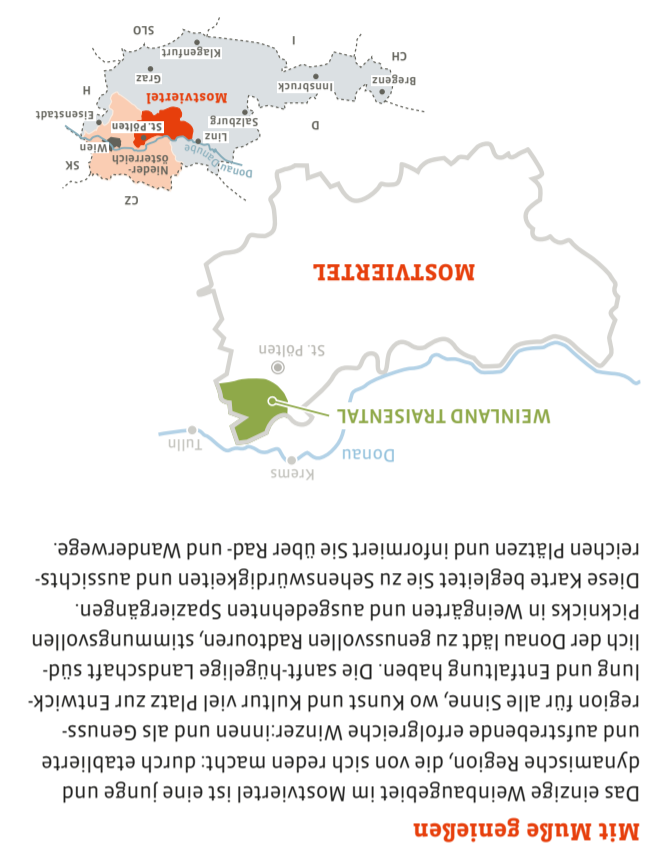 Mit Muße genießen
Das einzige Weinbaugebiet im Mostviertel ist eine junge und
dynamische Region, die von sich reden macht: durch etablierte
und aufstrebende erfolgreiche Winzer:innen und als Genuss-
region für alle Sinne, wo Kunst und Kultur viel Platz zur Entwick-
lung und Entfaltung haben. Die sanft-hügelige Landschaft süd-
lich der Donau lädt zu genussvollen Radtouren, stimmungsvollen
Picknicks in Weingärten und ausgedehnten Spaziergängen.
Diese Karte begleitet Sie zu Sehenswürdigkeiten und aussichts-
reichen Plätzen und informiert Sie über Rad- und Wanderwege.
Krems
Donau
Tulln
WEINLAND TRAISENTAL
St. Pölten
MOSTVIERTEL
CZ
Donau
Danube
Nieder-
österreich
SK
Linz
Wien
D
Salzburg
St. Pölten
Eisenstadt
Mostviertel
H
Bregenz
Innsbruck
Graz
CH
Klagenfurt
I
SLO